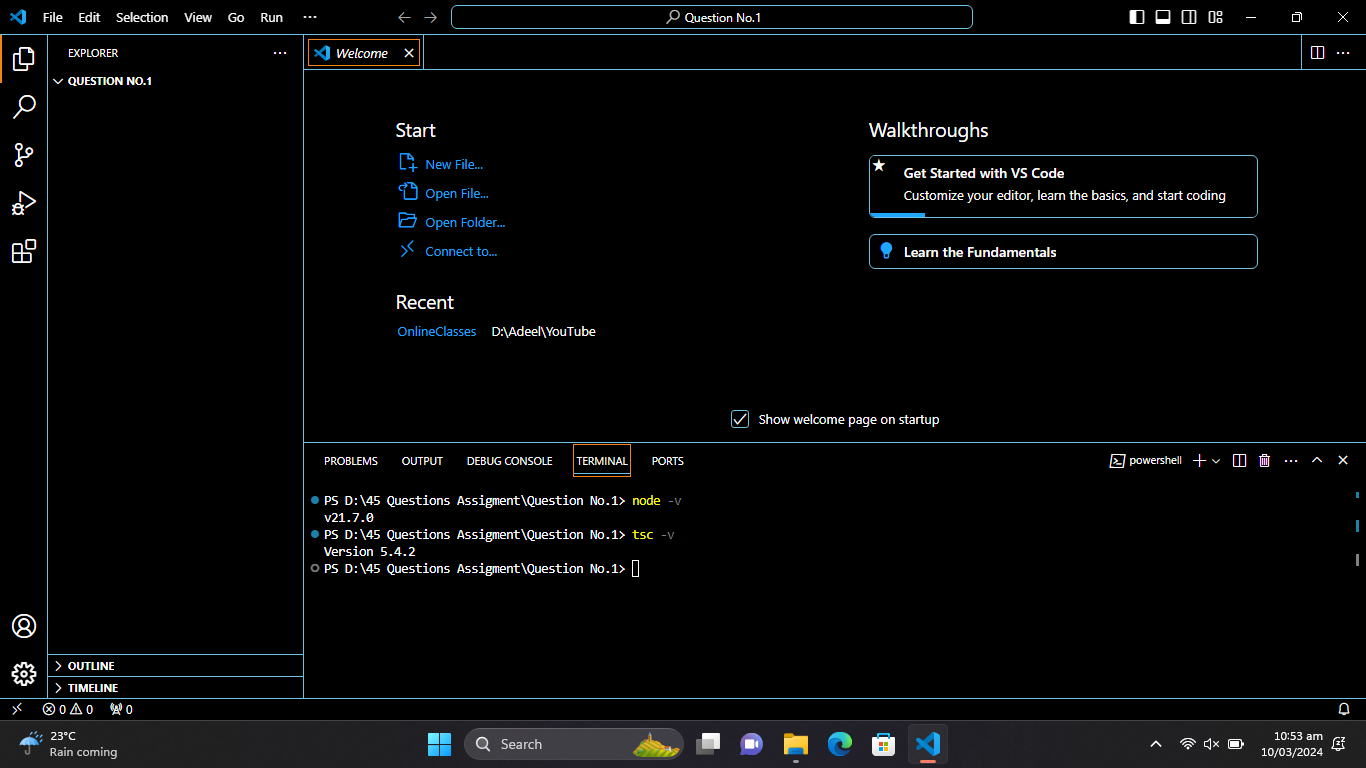 File Edit Selection View Go Run ···
Question No.1
EXPLORER ···
QUESTION NO.1
Welcome
Start
New File...
Open File...
Open Folder...
Connect to...
Recent
OnlineClasses D:\Adeel\YouTube
Walkthroughs
Get Started with VS Code
Customize your editor, learn the basics, and start coding
Learn the Fundamentals
Show welcome page on startup
PROBLEMS OUTPUT DEBUG CONSOLE TERMINAL PORTS
powershell
PS D:\45 Questions Assigment\Question No.1> node -v
v21.7.0
PS D:\45 Questions Assigment\Question No.1> tsc -v
Version 5.4.2
PS D:\45 Questions Assigment\Question No.1>
OUTLINE
TIMELINE
0 0 0
23°C
Rain coming
Search
10:53 am
10/03/2024